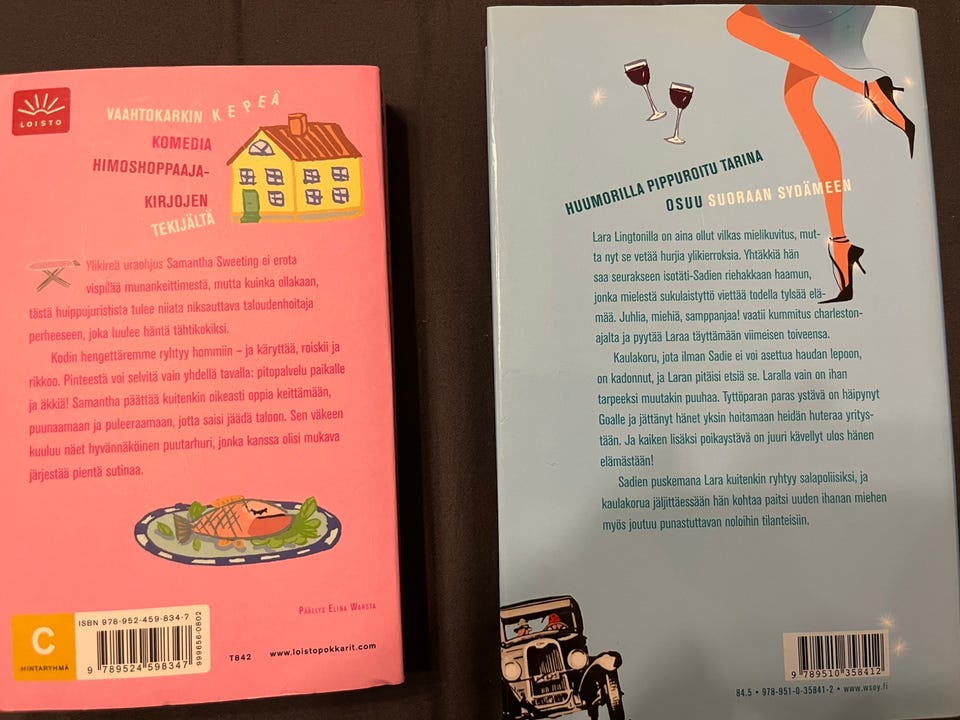 LOISTO
VAAHTOKARKIN KEPEÄ
KOMEDIA
HIMOSHOPPAAJA-
KIRJOJEN
TEKIJÄLTÄ
Ylikireä uraohjus Samantha Sweeting ei erota
vispilää munankeittimestä, mutta kuinka ollakaan,
tästä huippujuristista tulee niiata niksauttava taloudenhoitaja
perheeseen, joka luulee häntä tähtikokiksi.
Kodin hengettäremme ryhtyy hommiin – ja käryttää, roiskii ja
rikkoo. Pinteestä voi selvitä vain yhdellä tavalla: pitopalvelu paikalle
ja äkkiä! Samantha päättää kuitenkin oikeasti oppia keittämään,
puunaamaan ja puleeraamaan, jotta saisi jäädä taloon. Sen väkeen
kuuluu näet hyvännäköinen puutarhuri, jonka kanssa olisi mukava
järjestää pientä sutinaa.
PÄÄLLYS ELINA WARSTA
C
HINTARYHMÄ
ISBN 978-952-459-834-7
9 789524 598347
999656-0802
T842
www.loistopokkarit.com
HUUMORILLA PIPPUROITU TARINA
OSUU SUORAAN SYDÄMEEN
Lara Lingtonilla on aina ollut vilkas mielikuvitus, mut-
ta nyt se vetää hurjia ylikierroksia. Yhtäkkiä hän
saa seurakseen isotäti-Sadien riehakkaan haamun,
jonka mielestä sukulaistyttö viettää todella tylsää elä-
mää. Juhlia, miehiä, samppanjaa! vaatii kummitus charleston-
ajalta ja pyytää Laraa täyttämään viimeisen toiveensa.
Kaulakoru, jota ilman Sadie ei voi asettua haudan lepoon,
on kadonnut, ja Laran pitäisi etsiä se. Laralla vain on ihan
tarpeeksi muutakin puuhaa. Tyttöparan paras ystävä on häipynyt
Goalle ja jättänyt hänet yksin hoitamaan heidän huteraa yritys-
tään. Ja kaiken lisäksi poikaystävä on juuri kävellyt ulos hänen
elämästään!
Sadien puskemana Lara kuitenkin ryhtyy salapoliisiksi, ja
kaulakorua jäljittäessään hän kohtaa paitsi uuden ihanan miehen
myös joutuu punastuttavan noloihin tilanteisiin.
9 789510 358412
84.5 • 978-951-0-35841-2 • www.wsoy.fi